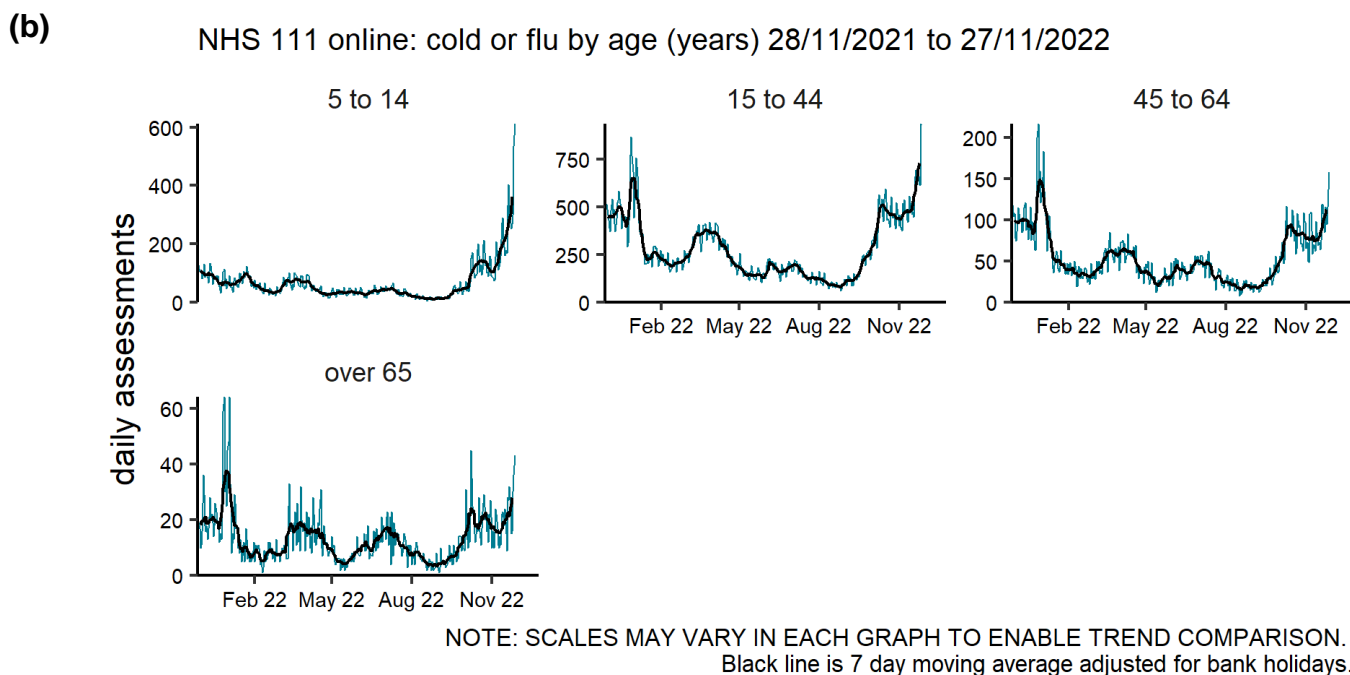 (b)
NHS 111 online: cold or flu by age (years) 28/11/2021 to 27/11/2022
5 to 14
15 to 44
45 to 64
600
400
200
0
750
500
250
0
200
150
100
50
0
Feb 22 May 22 Aug 22 Nov 22
Feb 22 May 22 Aug 22 Nov 22
daily assessments
over 65
60
40
20
0
Feb 22 May 22 Aug 22 Nov 22
NOTE: SCALES MAY VARY IN EACH GRAPH TO ENABLE TREND COMPARISON.
Black line is 7 day moving average adjusted for bank holidays.